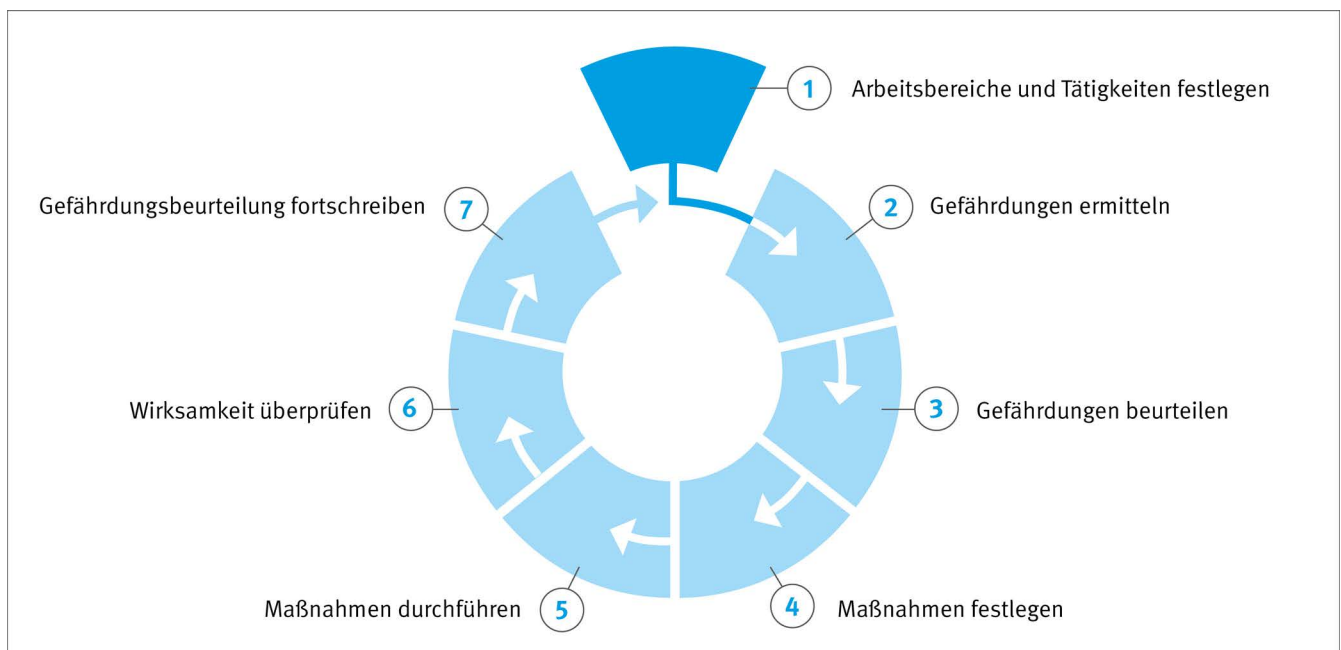 1 Arbeitsbereiche und Tätigkeiten festlegen
2 Gefährdungen ermitteln
3 Gefährdungen beurteilen
4 Maßnahmen festlegen
Maßnahmen durchführen 5
Wirksamkeit überprüfen 6
Gefährdungsbeurteilung fortschreiben 7